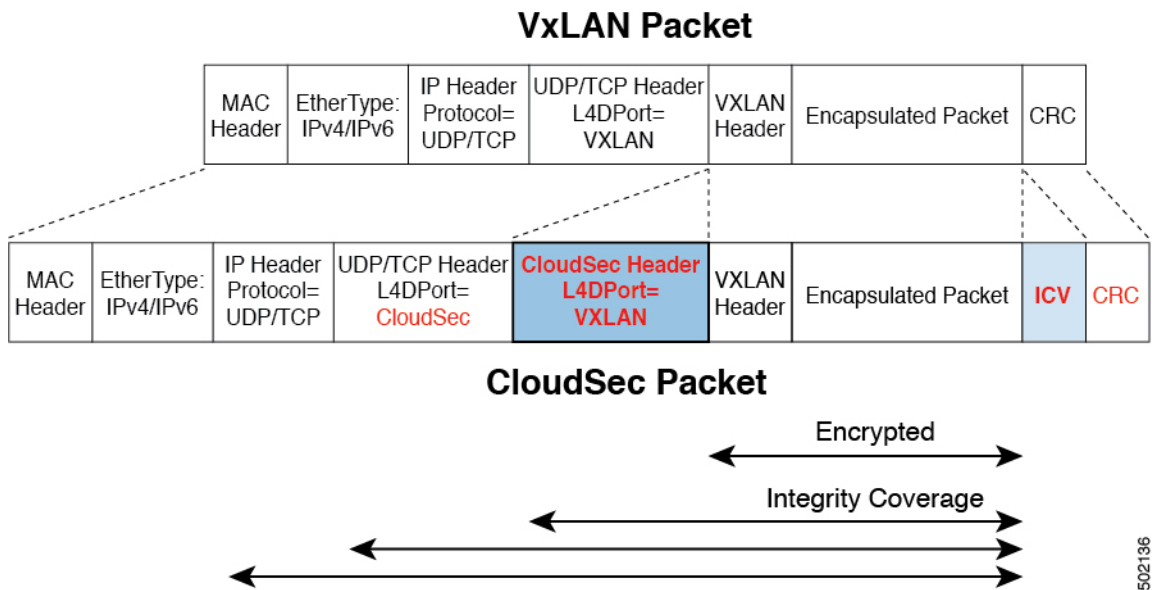 VxLAN Packet
MAC
Header
EtherType:
IPv4/IPv6
IP Header
Protocol=
UDP/TCP
UDP/TCP Header
L4DPort=
VXLAN
VXLAN
Header
Encapsulated Packet
CRC
MAC
Header
EtherType:
IPv4/IPv6
IP Header
Protocol=
UDP/TCP
UDP/TCP Header
L4DPort=
CloudSec
CloudSec Header
L4DPort=
VXLAN
VXLAN
Header
Encapsulated Packet
ICV
CRC
CloudSec Packet
Encrypted
Integrity Coverage
502136